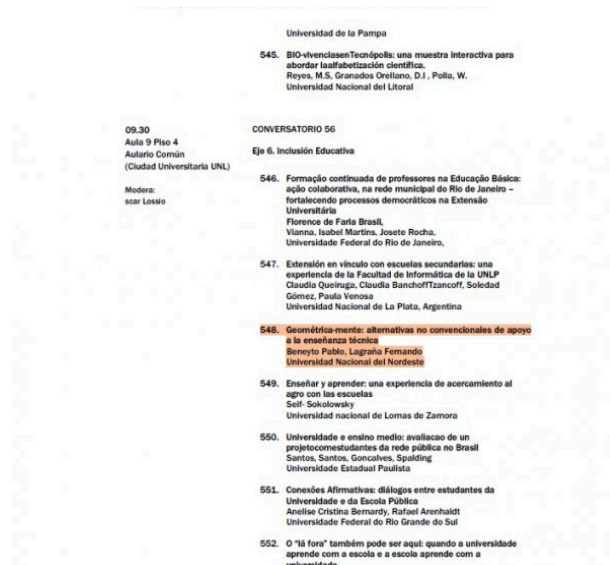 Universidad de la Pampa
545. BIO-vivenciasenTecnópolis: una muestra interactiva para
abordar laalfabetización científica.
Reyes, M.S, Granados Orellano, D.I , Polla, W.
Universidad Nacional del Litoral
09.30
Aula 9 Piso 4
Aulario Común
(Ciudad Universitaria UNL)
Modera:
scar Lossio
CONVERSATORIO 56
Eje 6. Inclusión Educativa
546. Formação continuada de professores na Educação Básica:
ação colaborativa, na rede municipal do Rio de Janeiro –
fortalecendo processos democráticos na Extensão
Universitária
Florence de Faria Brasil,
Vianna, Isabel Martins, Josete Rocha,
Universidade Federal do Rio de Janeiro,
547. Extensión en vínculo con escuelas secundarias: una
experiencia de la Facultad de Informática de la UNLP
Claudia Queiruga, Claudia BanchoffTzancoff, Soledad
Gómez, Paula Venosa
Universidad Nacional de La Plata, Argentina
548. Geométrica-mente: alternativas no convencionales de apoyo
a la enseñanza técnica
Beneyto Pablo, Lagraña Fernando
Universidad Nacional del Nordeste
549. Enseñar y aprender: una experiencia de acercamiento al
agro con las escuelas
Seif- Sokolowsky
Universidad nacional de Lomas de Zamora
550. Universidade e ensino medio: avaliacao de un
projetocomestudantes da rede pública no Brasil
Santos, Santos, Goncalves, Spalding
Universidade Estadual Paulista
551. Conexões Afirmativas: diálogos entre estudantes da
Universidade e da Escola Pública
Anelise Cristina Bernardy, Rafael Arenhaldt
Universidade Federal do Rio Grande do Sul
552. O "lá fora" também pode ser aqui: quando a universidade
aprende com a escola e a escola aprende com a
universidade